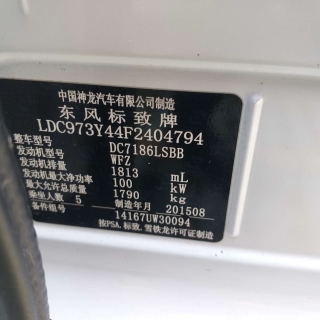 中国神龙汽车有限公司制造
东风标致牌
LDC973Y44F2404794
整车型号 DC7186LSBB
发动机型号 WFZ
发动机排量 1813 mL
发动机最大净功率 100 kW
最大允许总质量 1790 kg
乘坐人数 5 制造年月 201508
备件组号 14167UW30094
按PSA.标致.雪铁龙许可证制造